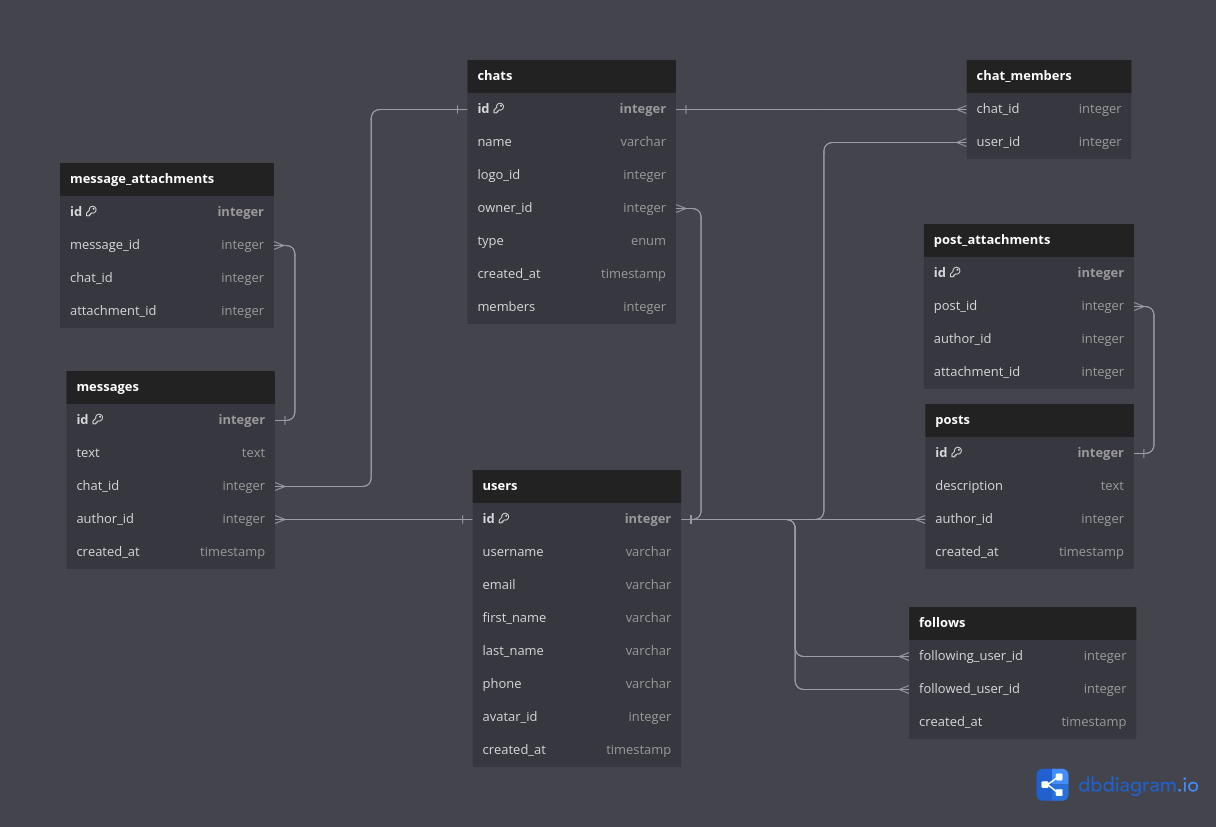 chats
id integer
name varchar
logo_id integer
owner_id integer
type enum
created_at timestamp
members integer
chat_members
chat_id integer
user_id integer
message_attachments
id integer
message_id integer
chat_id integer
attachment_id integer
post_attachments
id integer
post_id integer
author_id integer
attachment_id integer
messages
id integer
text text
chat_id integer
author_id integer
created_at timestamp
posts
id integer
description text
author_id integer
created_at timestamp
users
id integer
username varchar
email varchar
first_name varchar
last_name varchar
phone varchar
avatar_id integer
created_at timestamp
follows
following_user_id integer
followed_user_id integer
created_at timestamp
dbdiagram.io